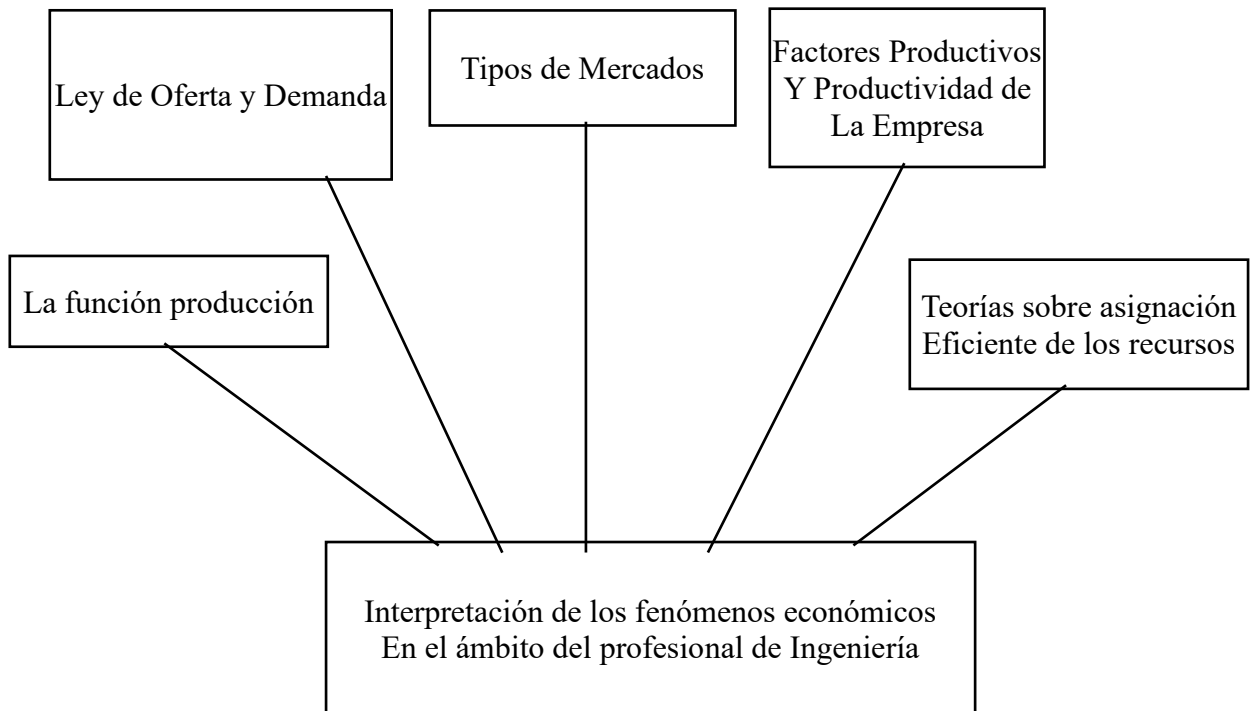 Ley de Oferta y Demanda
Tipos de Mercados
Factores Productivos
Y Productividad de
La Empresa
La función producción
Teorías sobre asignación
Eficiente de los recursos
Interpretación de los fenómenos económicos
En el ámbito del profesional de Ingeniería